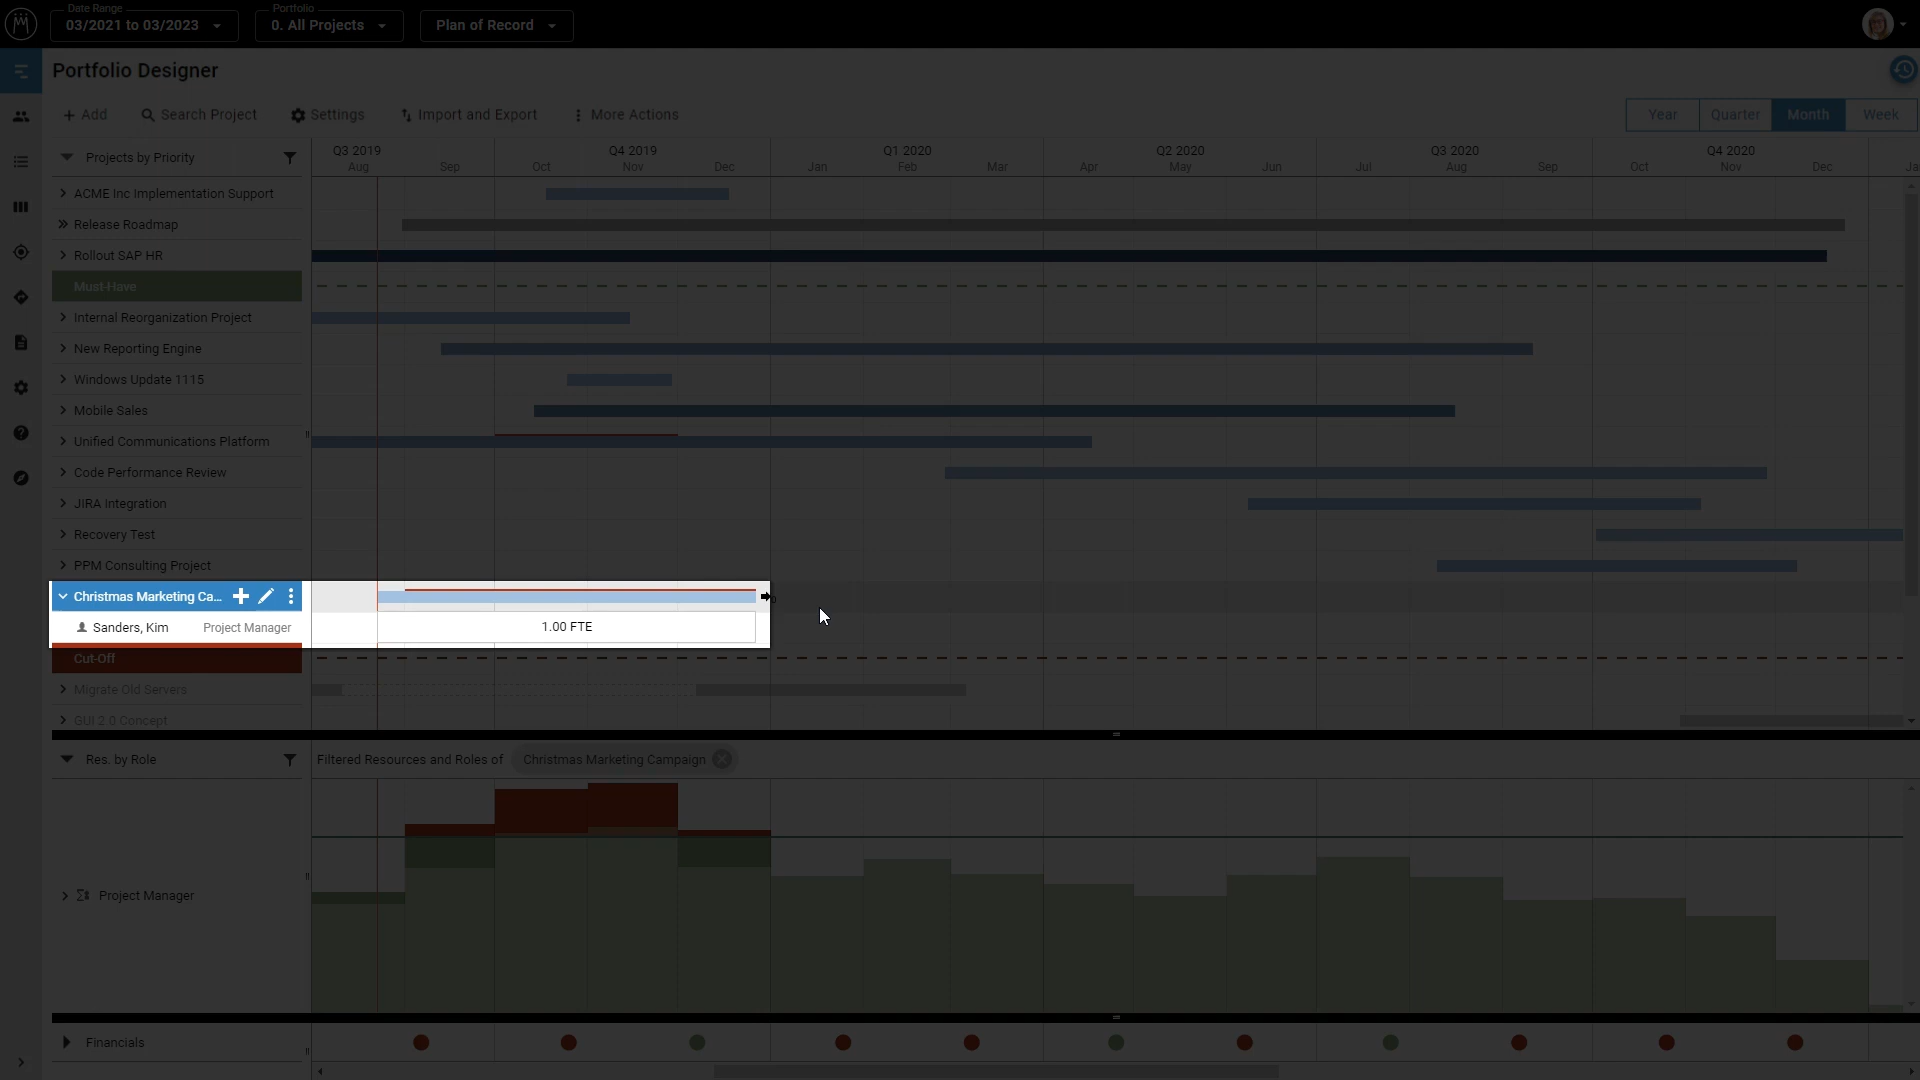 Date Range
03/2021 to 03/2023
Portfolio
0. All Projects
Plan of Record
Portfolio Designer
Add
Search Project
Settings
Import and Export
More Actions
Year
Quarter
Month
Week
Projects by Priority
Q3 2019
Q4 2019
Q1 2020
Q2 2020
Q3 2020
Q4 2020
Aug
Sep
Oct
Nov
Dec
Jan
Feb
Mar
Apr
May
Jun
Jul
Aug
Sep
Oct
Nov
Dec
Ja
ACME Inc Implementation Support
Release Roadmap
Rollout SAP HR
Must-Have
Internal Reorganization Project
New Reporting Engine
Windows Update 1115
Mobile Sales
Unified Communications Platform
Code Performance Review
JIRA Integration
Recovery Test
PPM Consulting Project
Christmas Marketing Ca...
Sanders, Kim
Project Manager
1.00 FTE
Cut-Off
Migrate Old Servers
GUI 2.0 Concept
Res. by Role
Filtered Resources and Roles of
Christmas Marketing Campaign
Project Manager
Financials